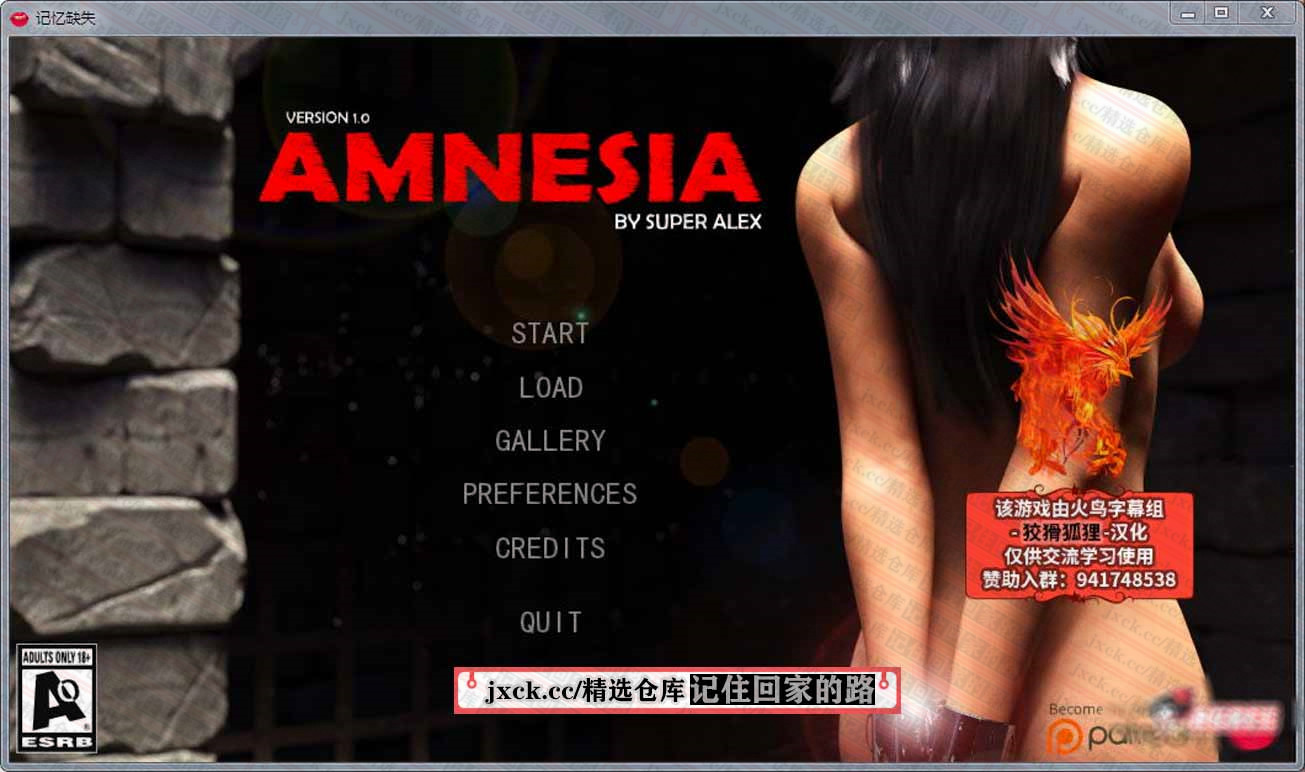 记忆缺失
VERSION 1.0
AMNESIA
BY SUPER ALEX
START
LOAD
GALLERY
PREFERENCES
CREDITS
QUIT
该游戏由火鸟字幕组
-狡猾狐狸-汉化
仅供交流学习使用
赞助入群：941748538
jxck.cc/精选仓库记住回家的路
ADULTS ONLY 18+
AO
ESRB
Become